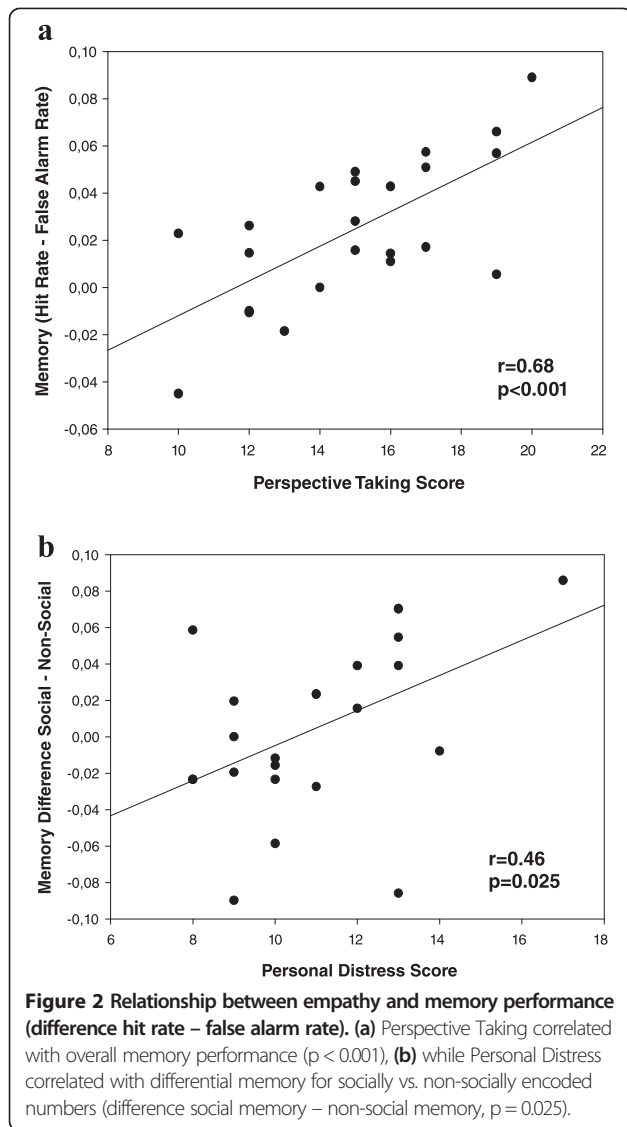 a
0,10
0,08
0,06
0,04
0,02
0,00
-0,02
-0,04
-0,06
Memory (Hit Rate - False Alarm Rate)
r=0.68
p<0.001
8 10 12 14 16 18 20 22
Perspective Taking Score
b
0,10
0,08
0,06
0,04
0,02
0,00
-0,02
-0,04
-0,06
-0,08
-0,10
Memory Difference Social - Non-Social
r=0.46
p=0.025
6 8 10 12 14 16 18
Personal Distress Score
Figure 2 Relationship between empathy and memory performance
(difference hit rate – false alarm rate). (a) Perspective Taking correlated
with overall memory performance (p < 0.001), (b) while Personal Distress
correlated with differential memory for socially vs. non-socially encoded
numbers (difference social memory – non-social memory, p = 0.025).